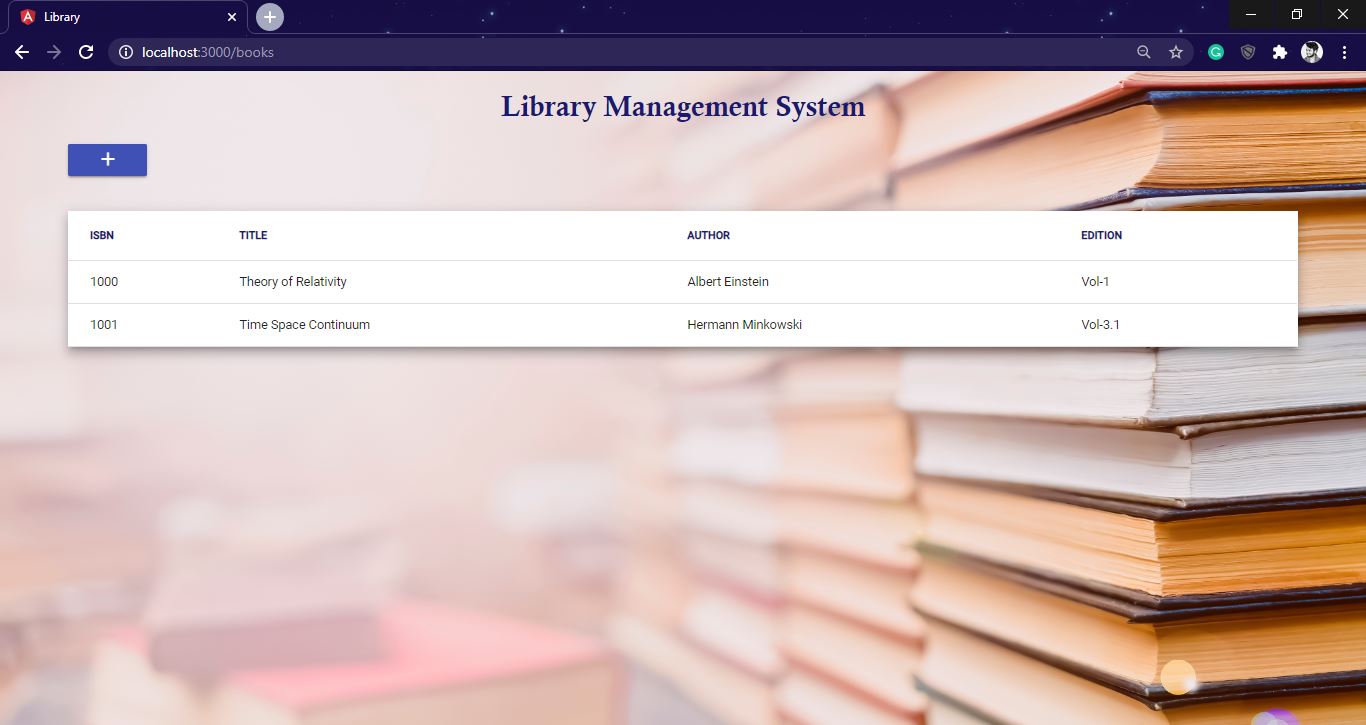 Library
localhost:3000/books
Library Management System
+
ISBN TITLE AUTHOR EDITION
1000 Theory of Relativity Albert Einstein Vol-1
1001 Time Space Continuum Hermann Minkowski Vol-3.1